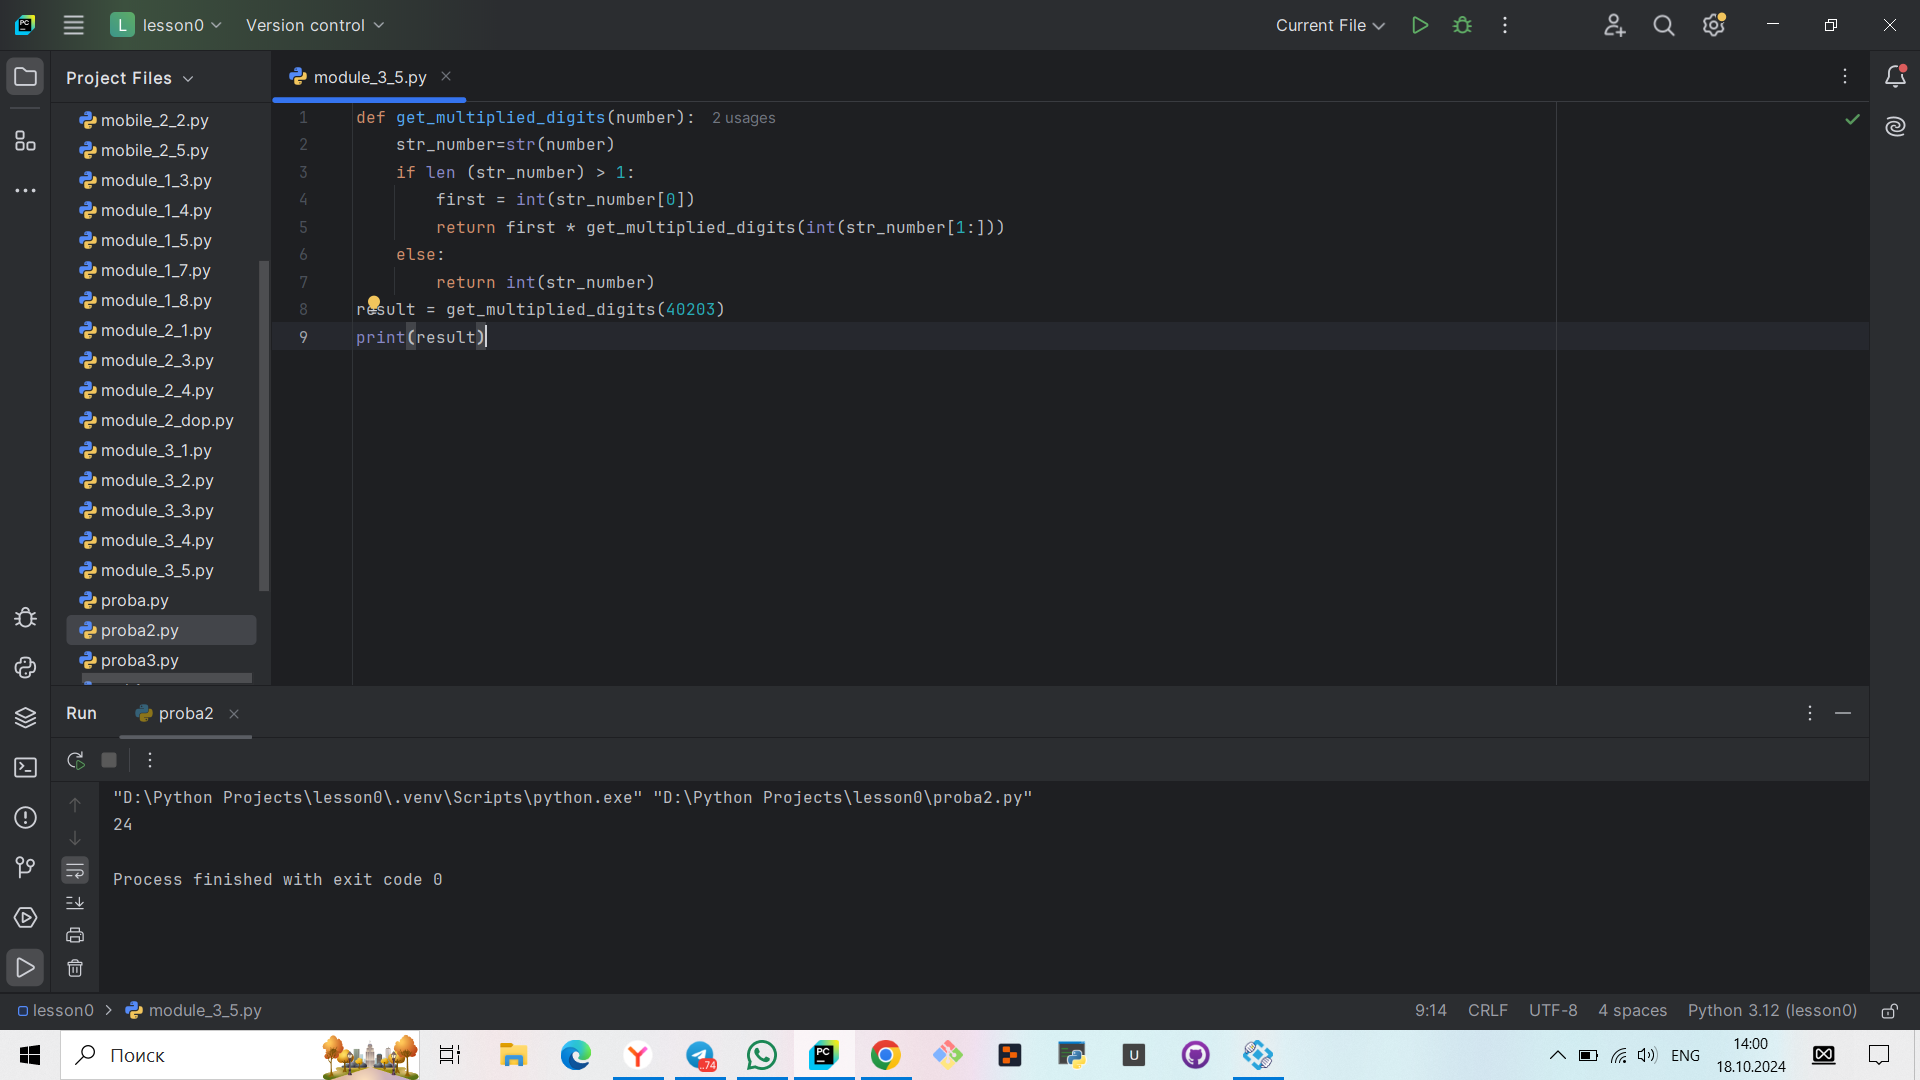 PC
L lesson0 Version control Current File
Project Files
module_3_5.py
mobile_2_2.py
mobile_2_5.py
module_1_3.py
module_1_4.py
module_1_5.py
module_1_7.py
module_1_8.py
module_2_1.py
module_2_3.py
module_2_4.py
module_2_dop.py
module_3_1.py
module_3_2.py
module_3_3.py
module_3_4.py
module_3_5.py
proba.py
proba2.py
proba3.py
1 def get_multiplied_digits(number): 2 usages
2 str_number=str(number)
3 if len (str_number) > 1:
4 first = int(str_number[0])
5 return first * get_multiplied_digits(int(str_number[1:]))
6 else:
7 return int(str_number)
8 result = get_multiplied_digits(40203)
9 print(result)
Run proba2
"D:\Python Projects\lesson0\.venv\Scripts\python.exe" "D:\Python Projects\lesson0\proba2.py"
24
Process finished with exit code 0
lesson0 > module_3_5.py
9:14 CRLF UTF-8 4 spaces Python 3.12 (lesson0)
Поиск
..74
PC
U
ENG
14:00
18.10.2024